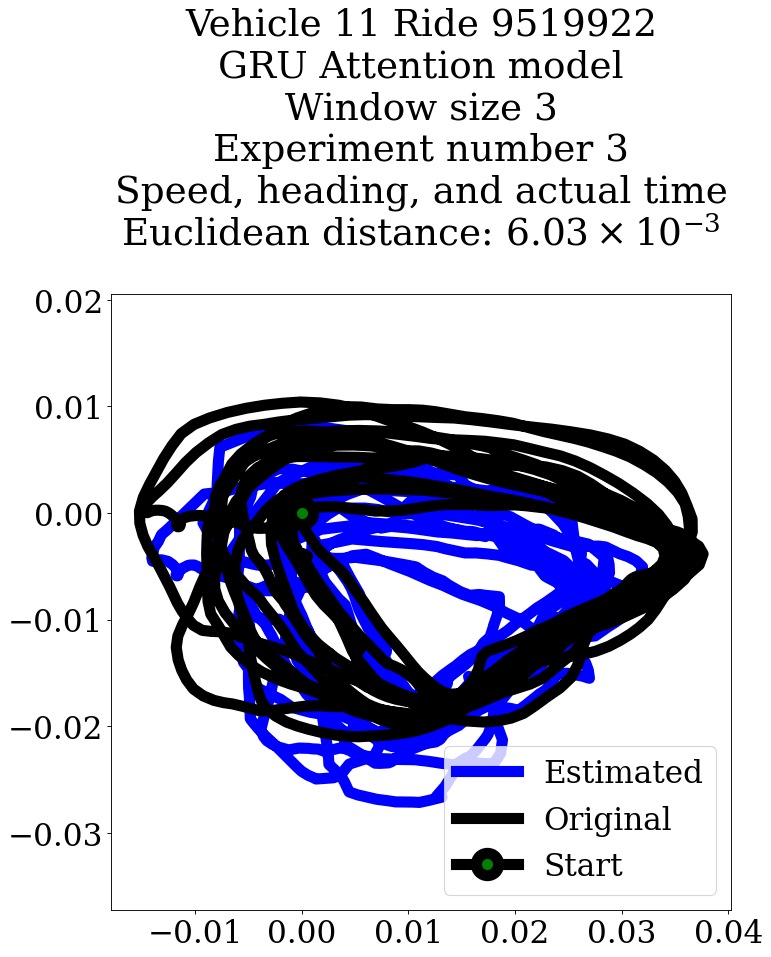 Vehicle 11 Ride 9519922
GRU Attention model
Window size 3
Experiment number 3
Speed, heading, and actual time
Euclidean distance: 6.03 × 10⁻³
0.02
0.01
0.00
−0.01
−0.02
−0.03
Estimated
Original
Start
−0.01 0.00 0.01 0.02 0.03 0.04